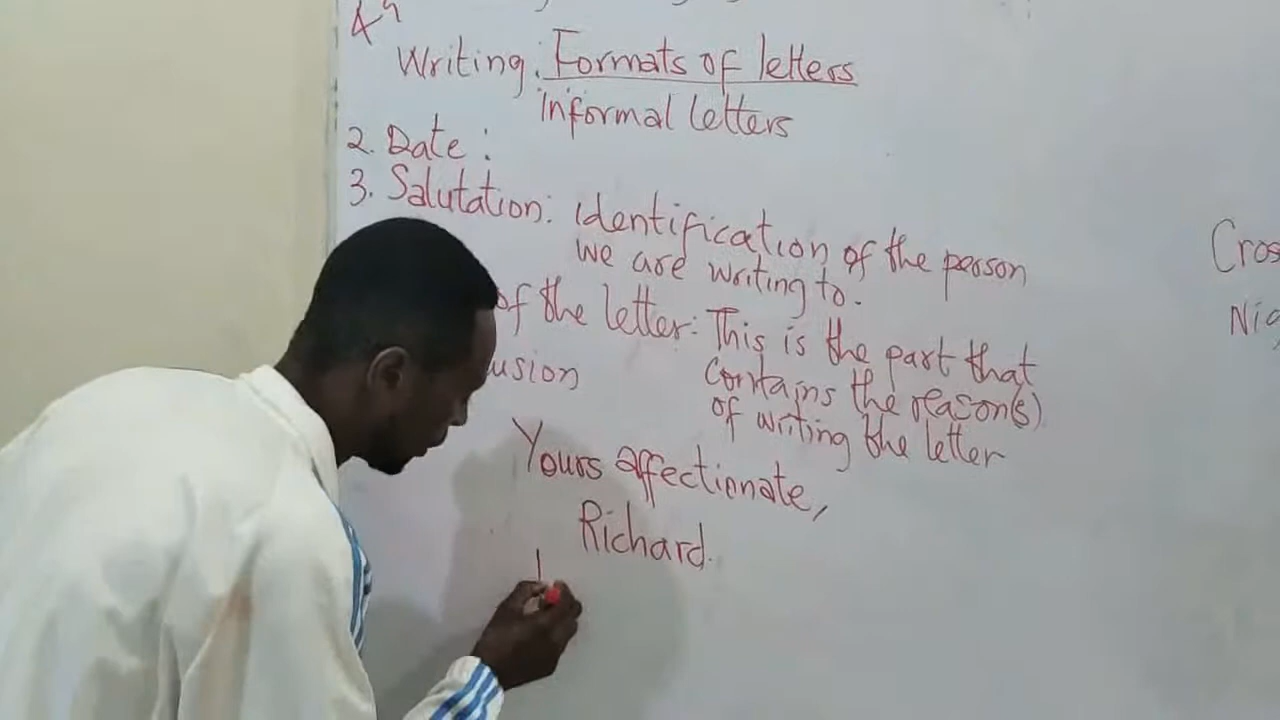 Writing: Formats of letters
Informal letters
2. Date:
3. Salutation: identification of the person
we are writing to.
of the letter: This is the part that
contains the reason(s)
of writing the letter
usion
Yours affectionate,
Richard.
Cros
Nig